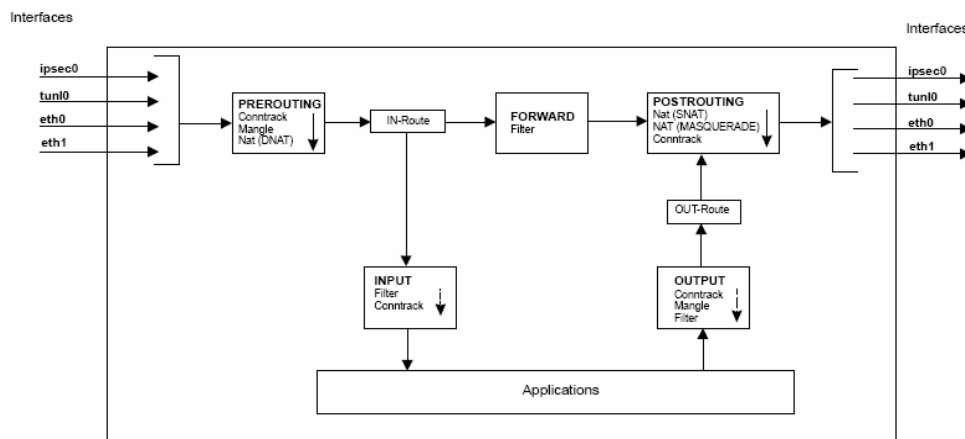 Interfaces
Interfaces
ipsec0
tunl0
eth0
eth1
PREROUTING
Conntrack
Mangle
Nat (DNAT)
IN-Route
FORWARD
Filter
POSTROUTING
Nat (SNAT)
NAT (MASQUERADE)
Conntrack
ipsec0
tunl0
eth0
eth1
OUT-Route
INPUT
Filter
Conntrack
OUTPUT
Conntrack
Mangle
Filter
Applications